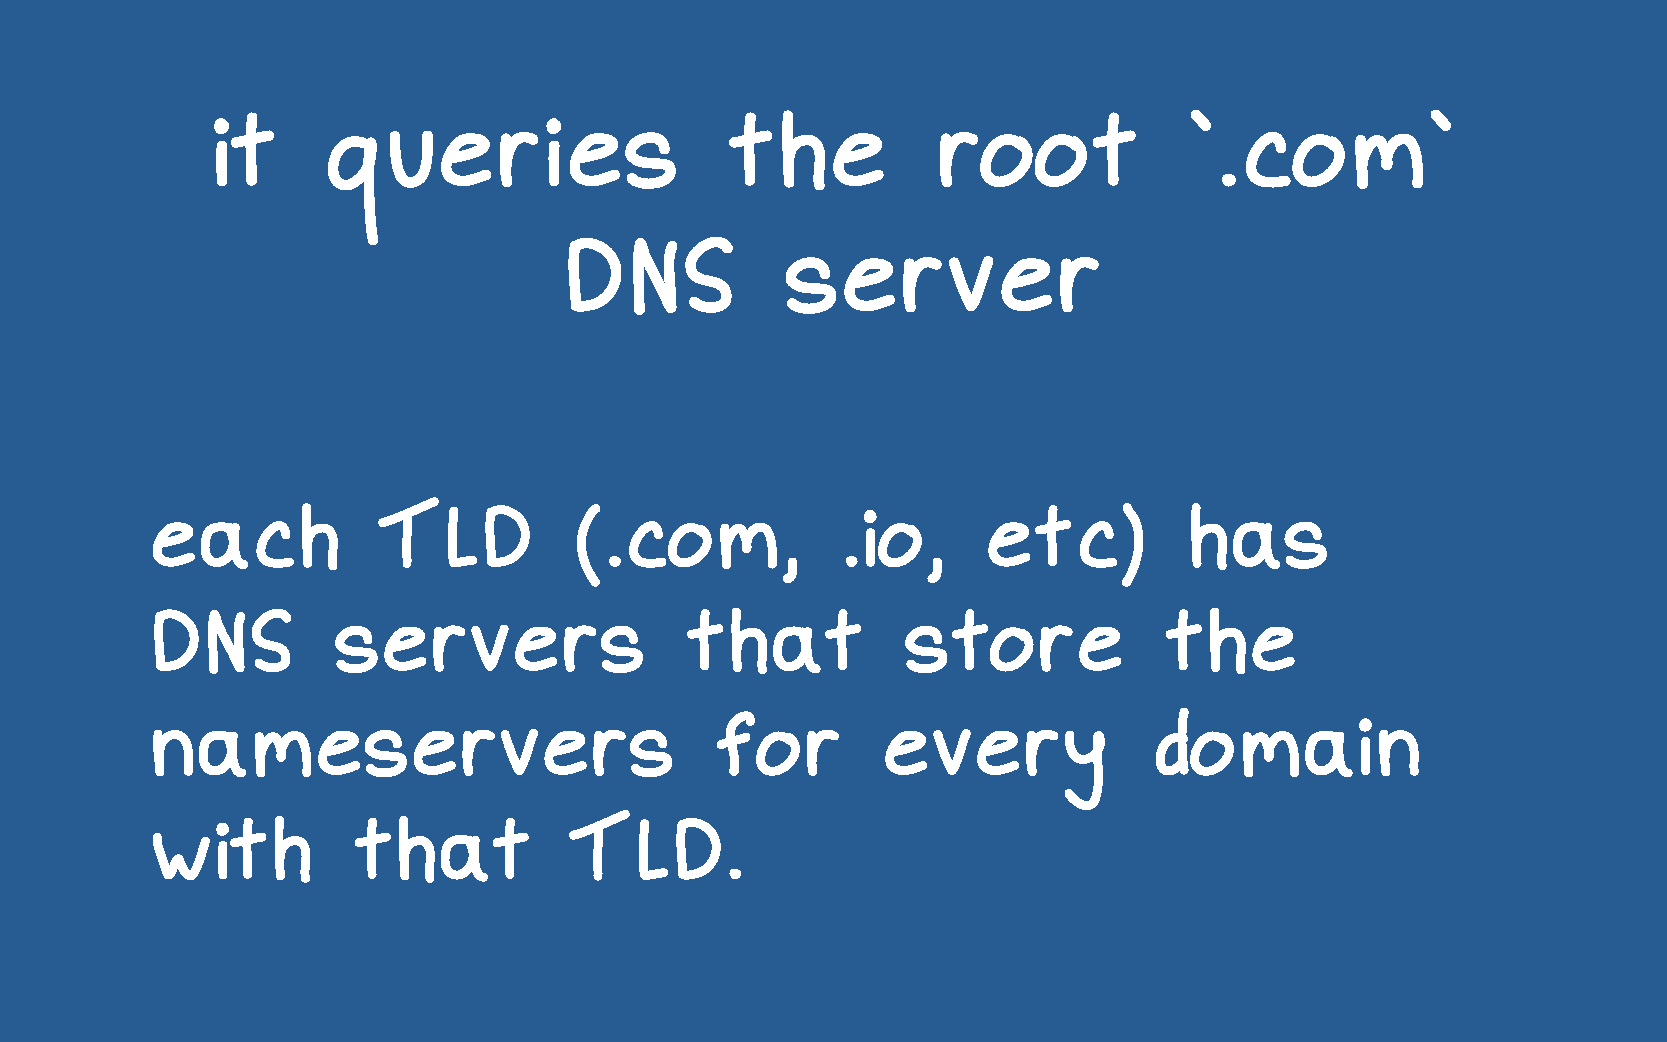 it queries the root `.com`
DNS server
each TLD (.com, .io, etc) has
DNS servers that store the
nameservers for every domain
with that TLD.